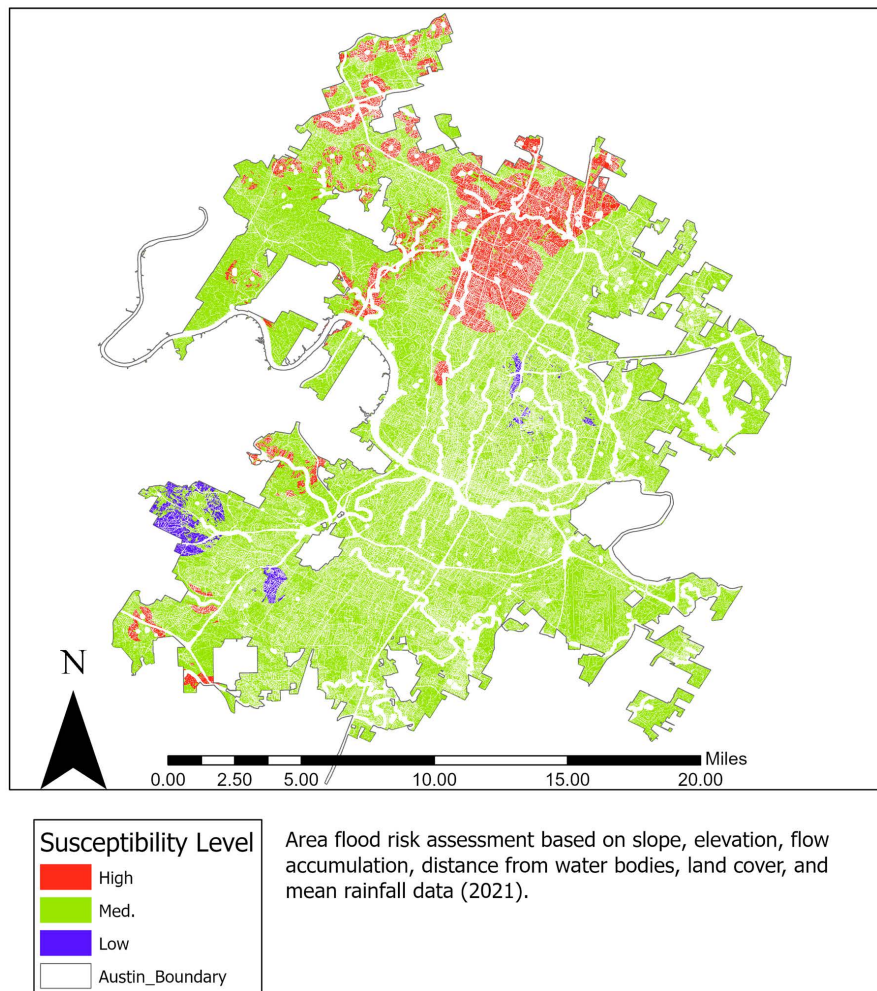 N
Miles
0.00 2.50 5.00 10.00 15.00 20.00
Susceptibility Level
High
Med.
Low
Austin_Boundary
Area flood risk assessment based on slope, elevation, flow
accumulation, distance from water bodies, land cover, and
mean rainfall data (2021).